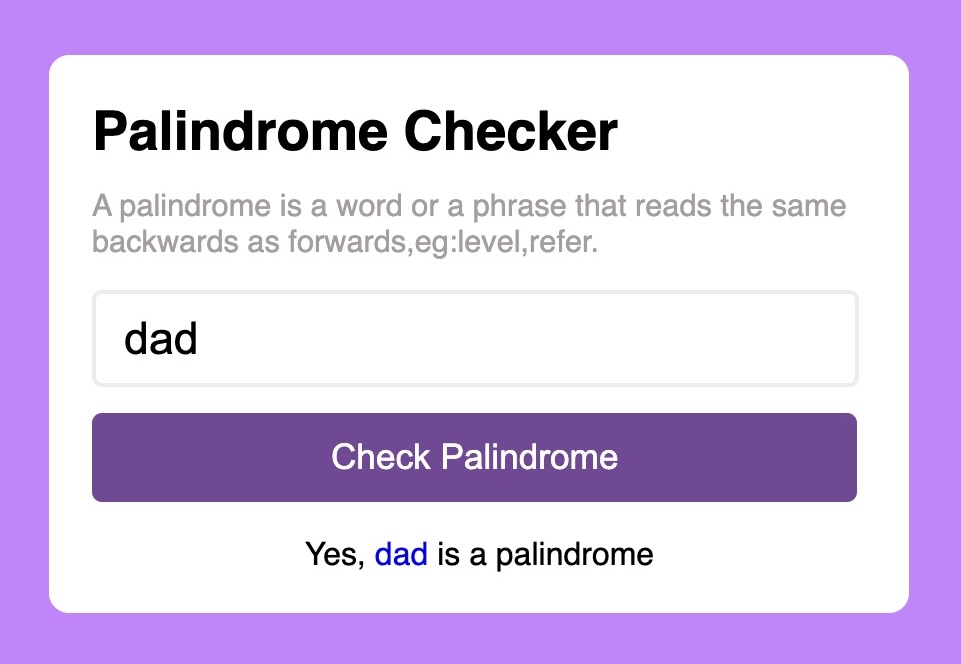 Palindrome Checker
A palindrome is a word or a phrase that reads the same
backwards as forwards,eg:level,refer.
dad
Check Palindrome
Yes, dad is a palindrome